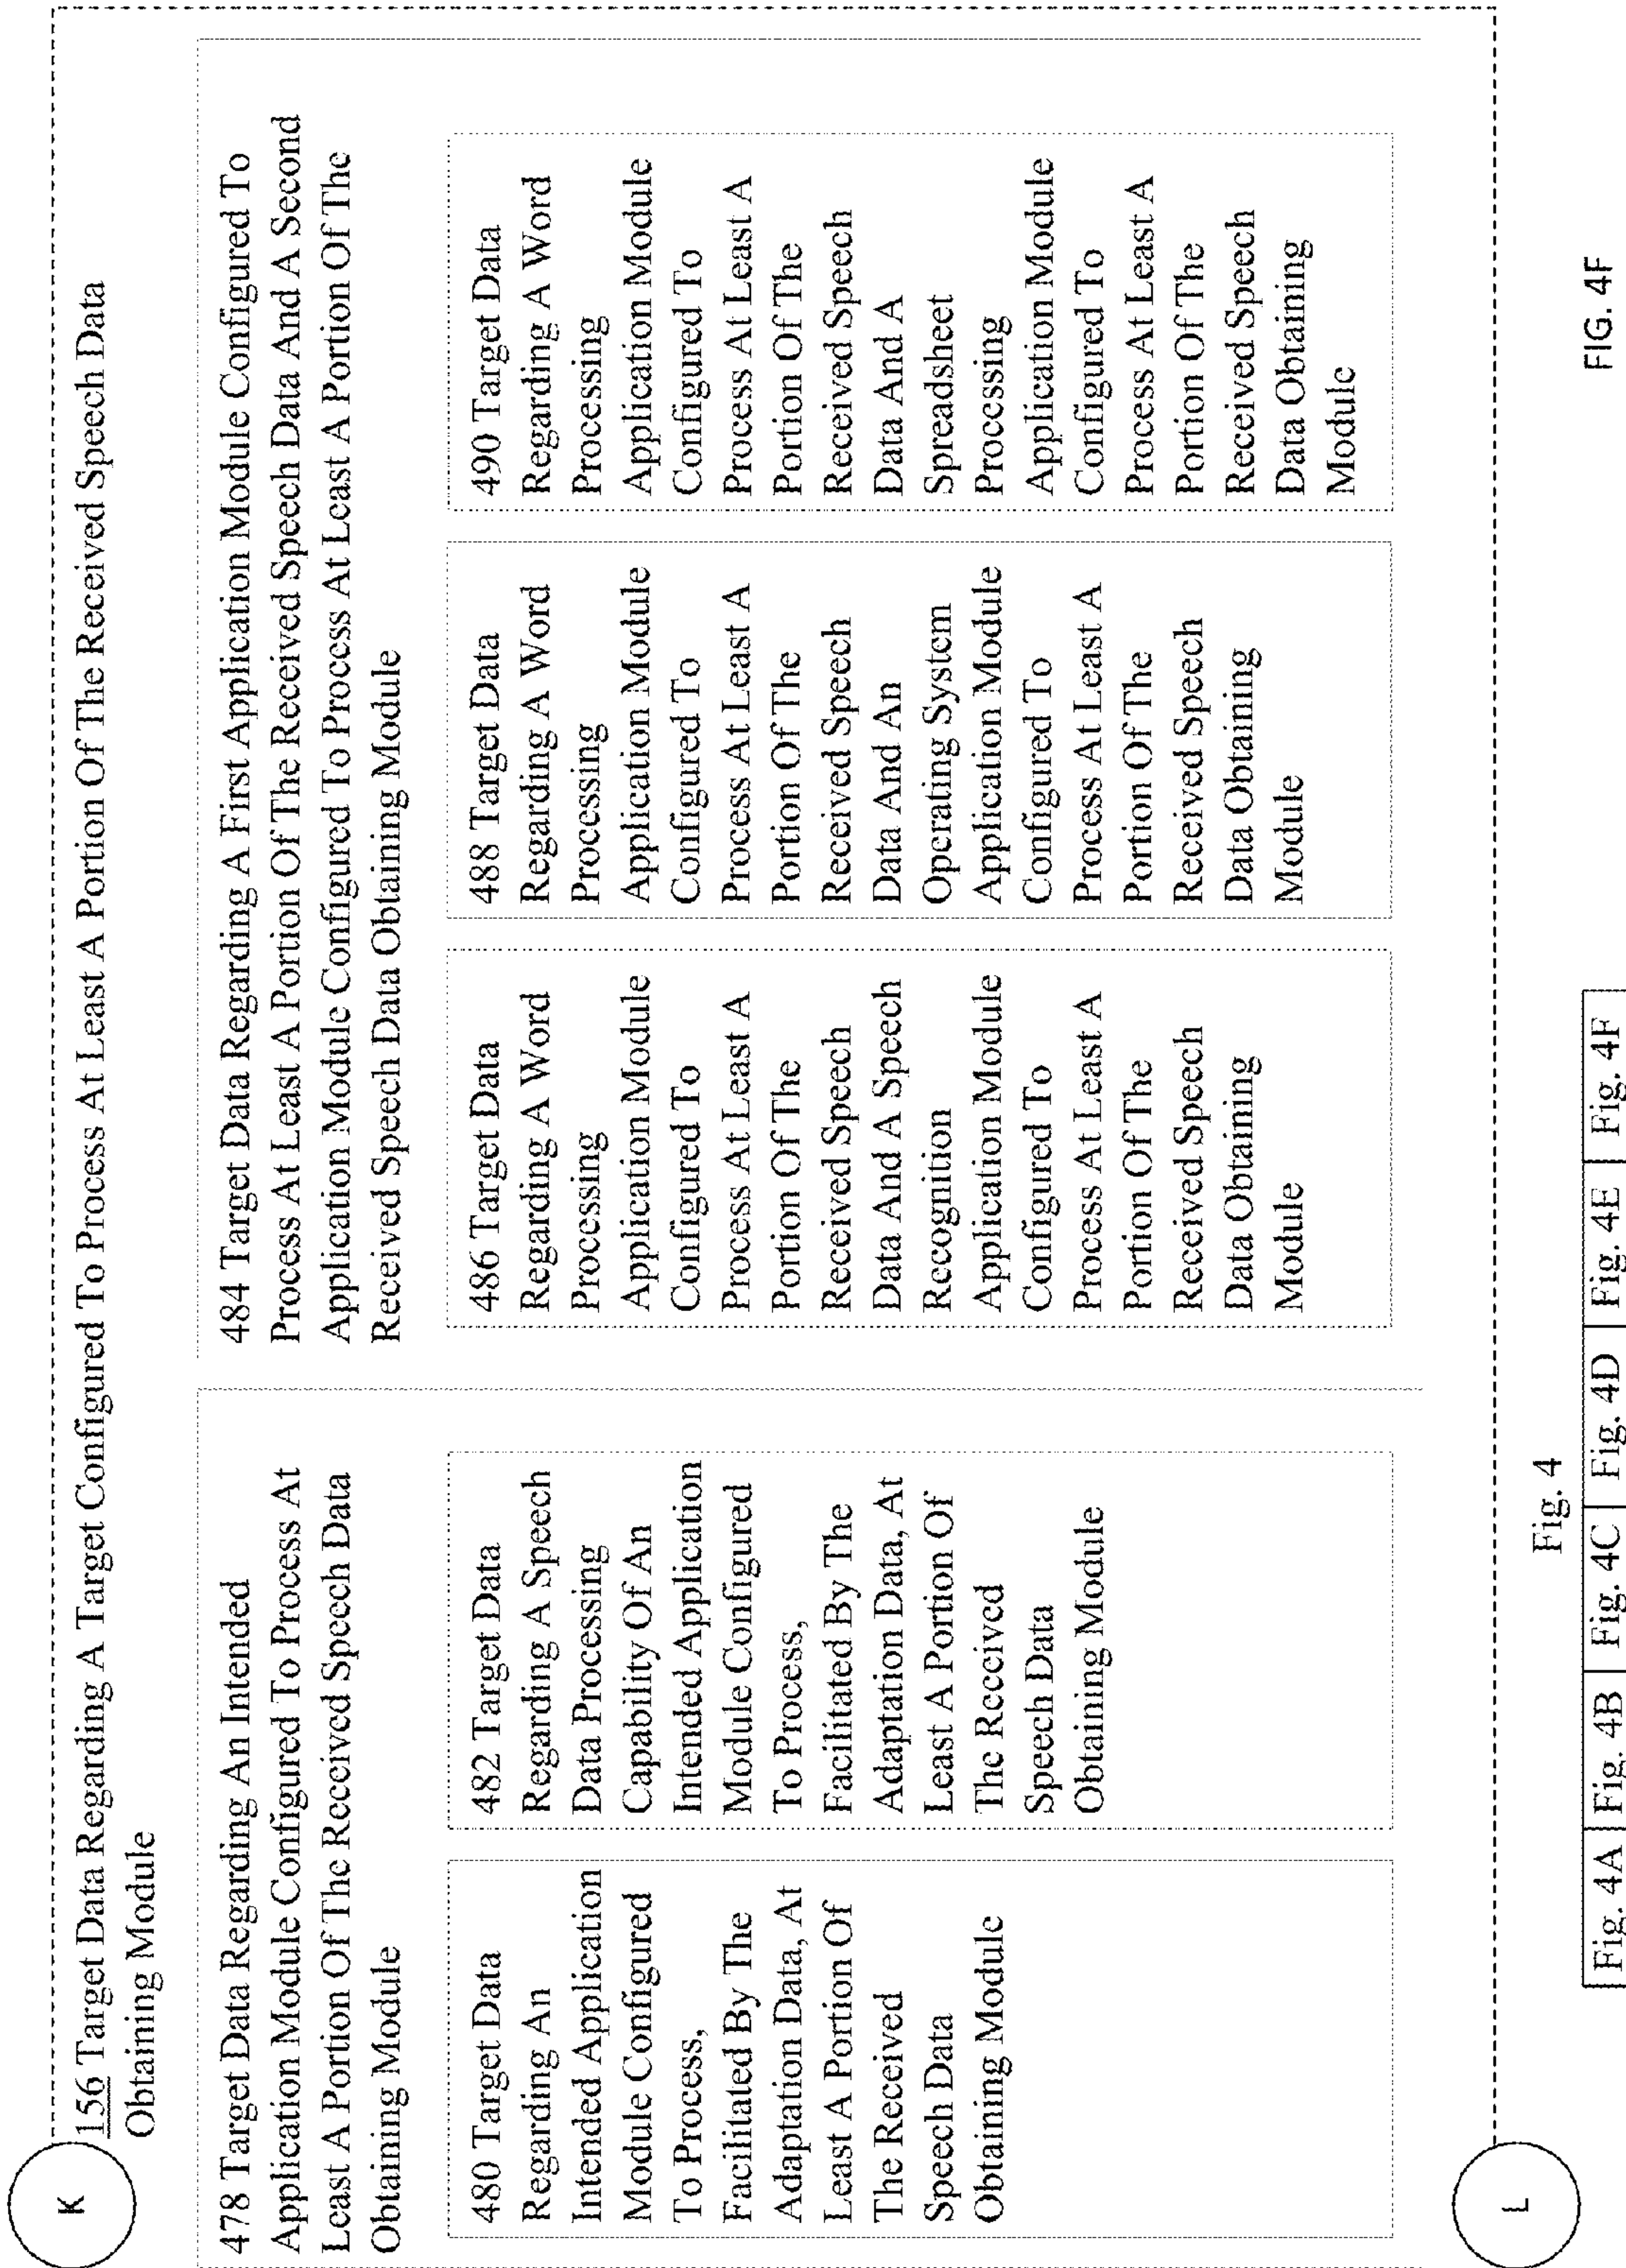 K
156 Target Data Regarding A Target Configured To Process At Least A Portion Of The Received Speech Data
Obtaining Module
478 Target Data Regarding An Intended
Application Module Configured To Process At
Least A Portion Of The Received Speech Data
Obtaining Module
480 Target Data
Regarding An
Intended Application
Module Configured
To Process,
Facilitated By The
Adaptation Data, At
Least A Portion Of
The Received
Speech Data
Obtaining Module
482 Target Data
Regarding A Speech
Data Processing
Capability Of An
Intended Application
Module Configured
To Process,
Facilitated By The
Adaptation Data, At
Least A Portion Of
The Received
Speech Data
Obtaining Module
484 Target Data Regarding A First Application Module Configured To
Process At Least A Portion Of The Received Speech Data And A Second
Application Module Configured To Process At Least A Portion Of The
Received Speech Data Obtaining Module
486 Target Data
Regarding A Word
Processing
Application Module
Configured To
Process At Least A
Portion Of The
Received Speech
Data And A Speech
Recognition
Application Module
Configured To
Process At Least A
Portion Of The
Received Speech
Data Obtaining
Module
488 Target Data
Regarding A Word
Processing
Application Module
Configured To
Process At Least A
Portion Of The
Received Speech
Data And An
Operating System
Application Module
Configured To
Process At Least A
Portion Of The
Received Speech
Data Obtaining
Module
490 Target Data
Regarding A Word
Processing
Application Module
Configured To
Process At Least A
Portion Of The
Received Speech
Data And A
Spreadsheet
Processing
Application Module
Configured To
Process At Least A
Portion Of The
Received Speech
Data Obtaining
Module
L
Fig. 4
Fig. 4A Fig. 4B Fig. 4C Fig. 4D Fig. 4E Fig. 4F
FIG. 4F